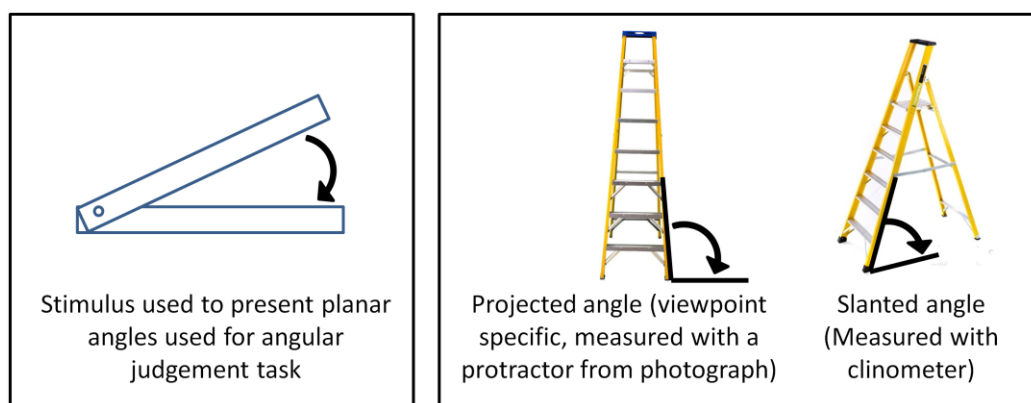 Stimulus used to present planar
angles used for angular
judgement task
Projected angle (viewpoint
specific, measured with a
protractor from photograph)
Slanted angle
(Measured with
clinometer)